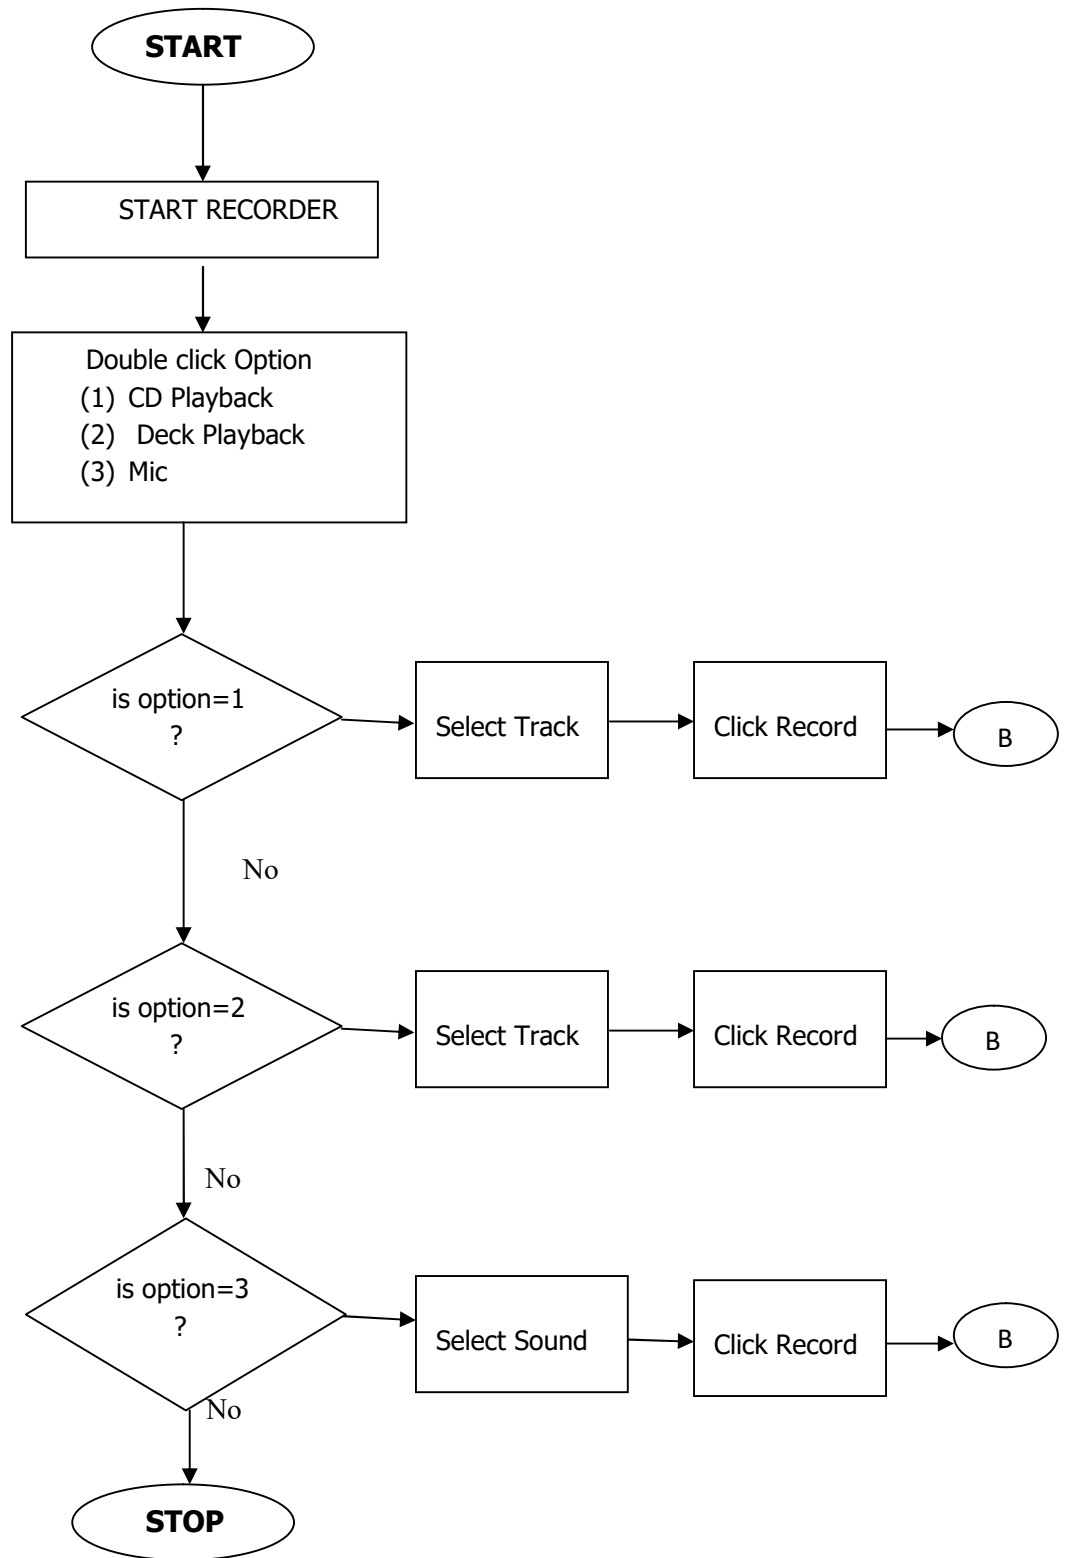 START
START RECORDER
Double click Option
(1) CD Playback
(2) Deck Playback
(3) Mic
is option=1
?
Select Track
Click Record
B
No
is option=2
?
Select Track
Click Record
B
No
is option=3
?
Select Sound
Click Record
B
No
STOP